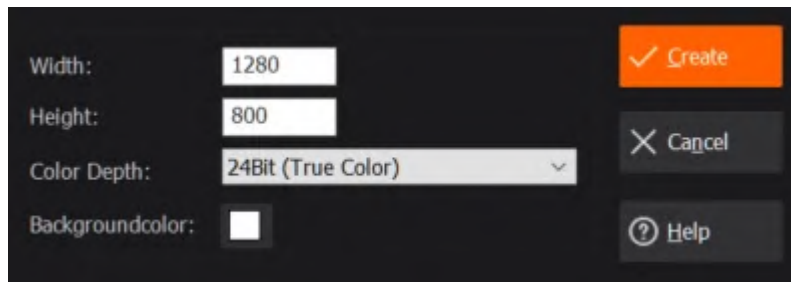 Width:
1280
Create
Height:
800
Cancel
Color Depth:
24Bit (True Color)
Backgroundcolor:
Help